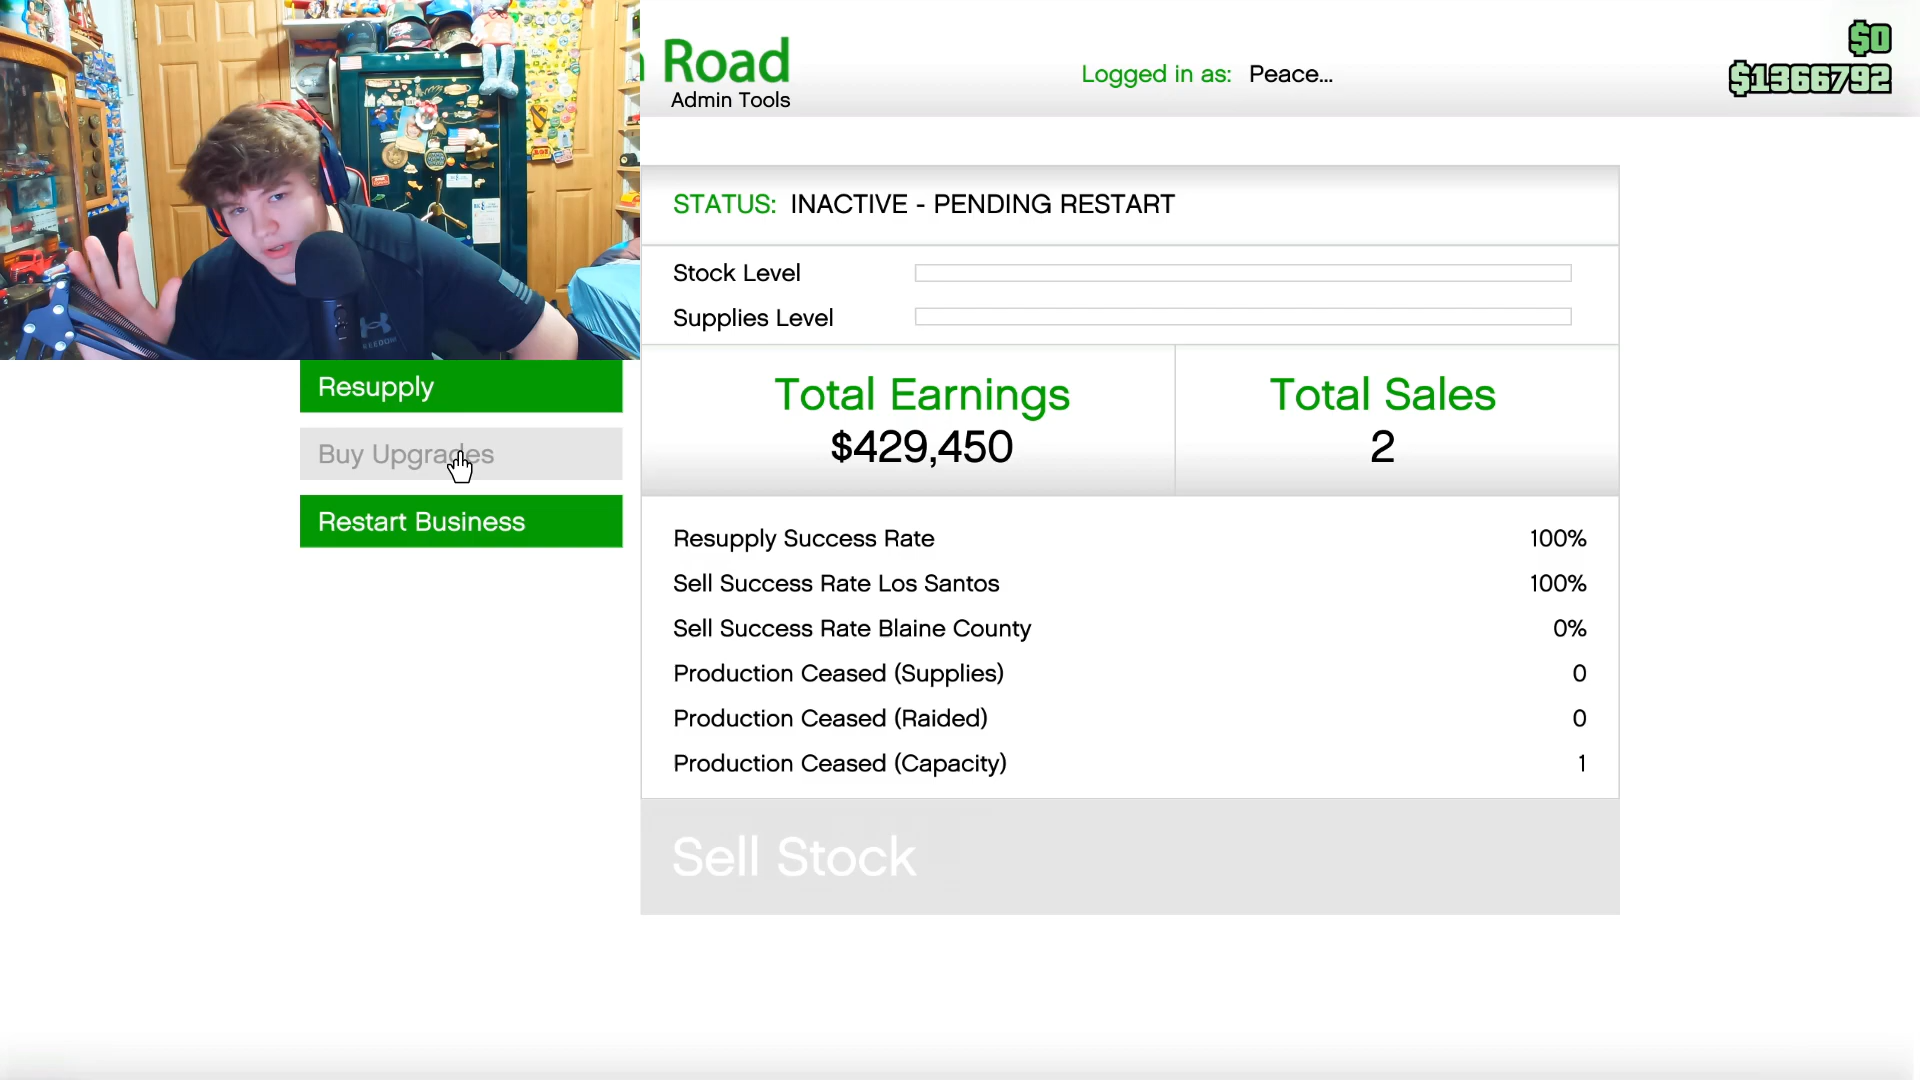 Road
Admin Tools
Logged in as: Peace...
$0
$1366792
STATUS: INACTIVE - PENDING RESTART
Stock Level
Supplies Level
Resupply
Buy Upgrades
Restart Business
Total Earnings
$429,450
Total Sales
2
Resupply Success Rate 100%
Sell Success Rate Los Santos 100%
Sell Success Rate Blaine County 0%
Production Ceased (Supplies) 0
Production Ceased (Raided) 0
Production Ceased (Capacity) 1
Sell Stock